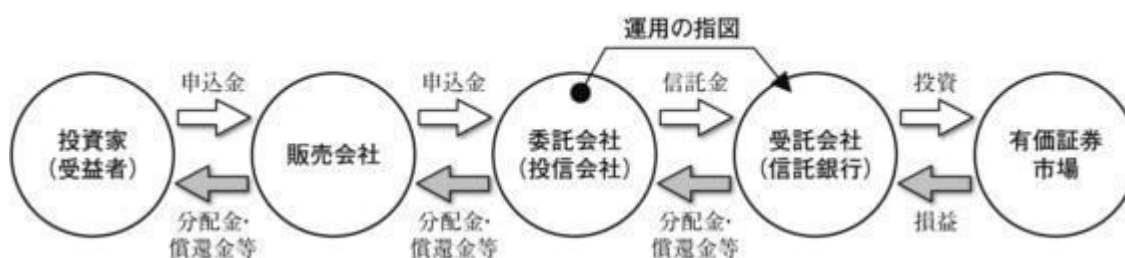 運用の指図
申込金
申込金
信託金
投資
投資家
(受益者)
販売会社
委託会社
(投信会社)
受託会社
(信託銀行)
有価証券
市場
分配金・
償還金等
分配金・
償還金等
分配金・
償還金等
損益